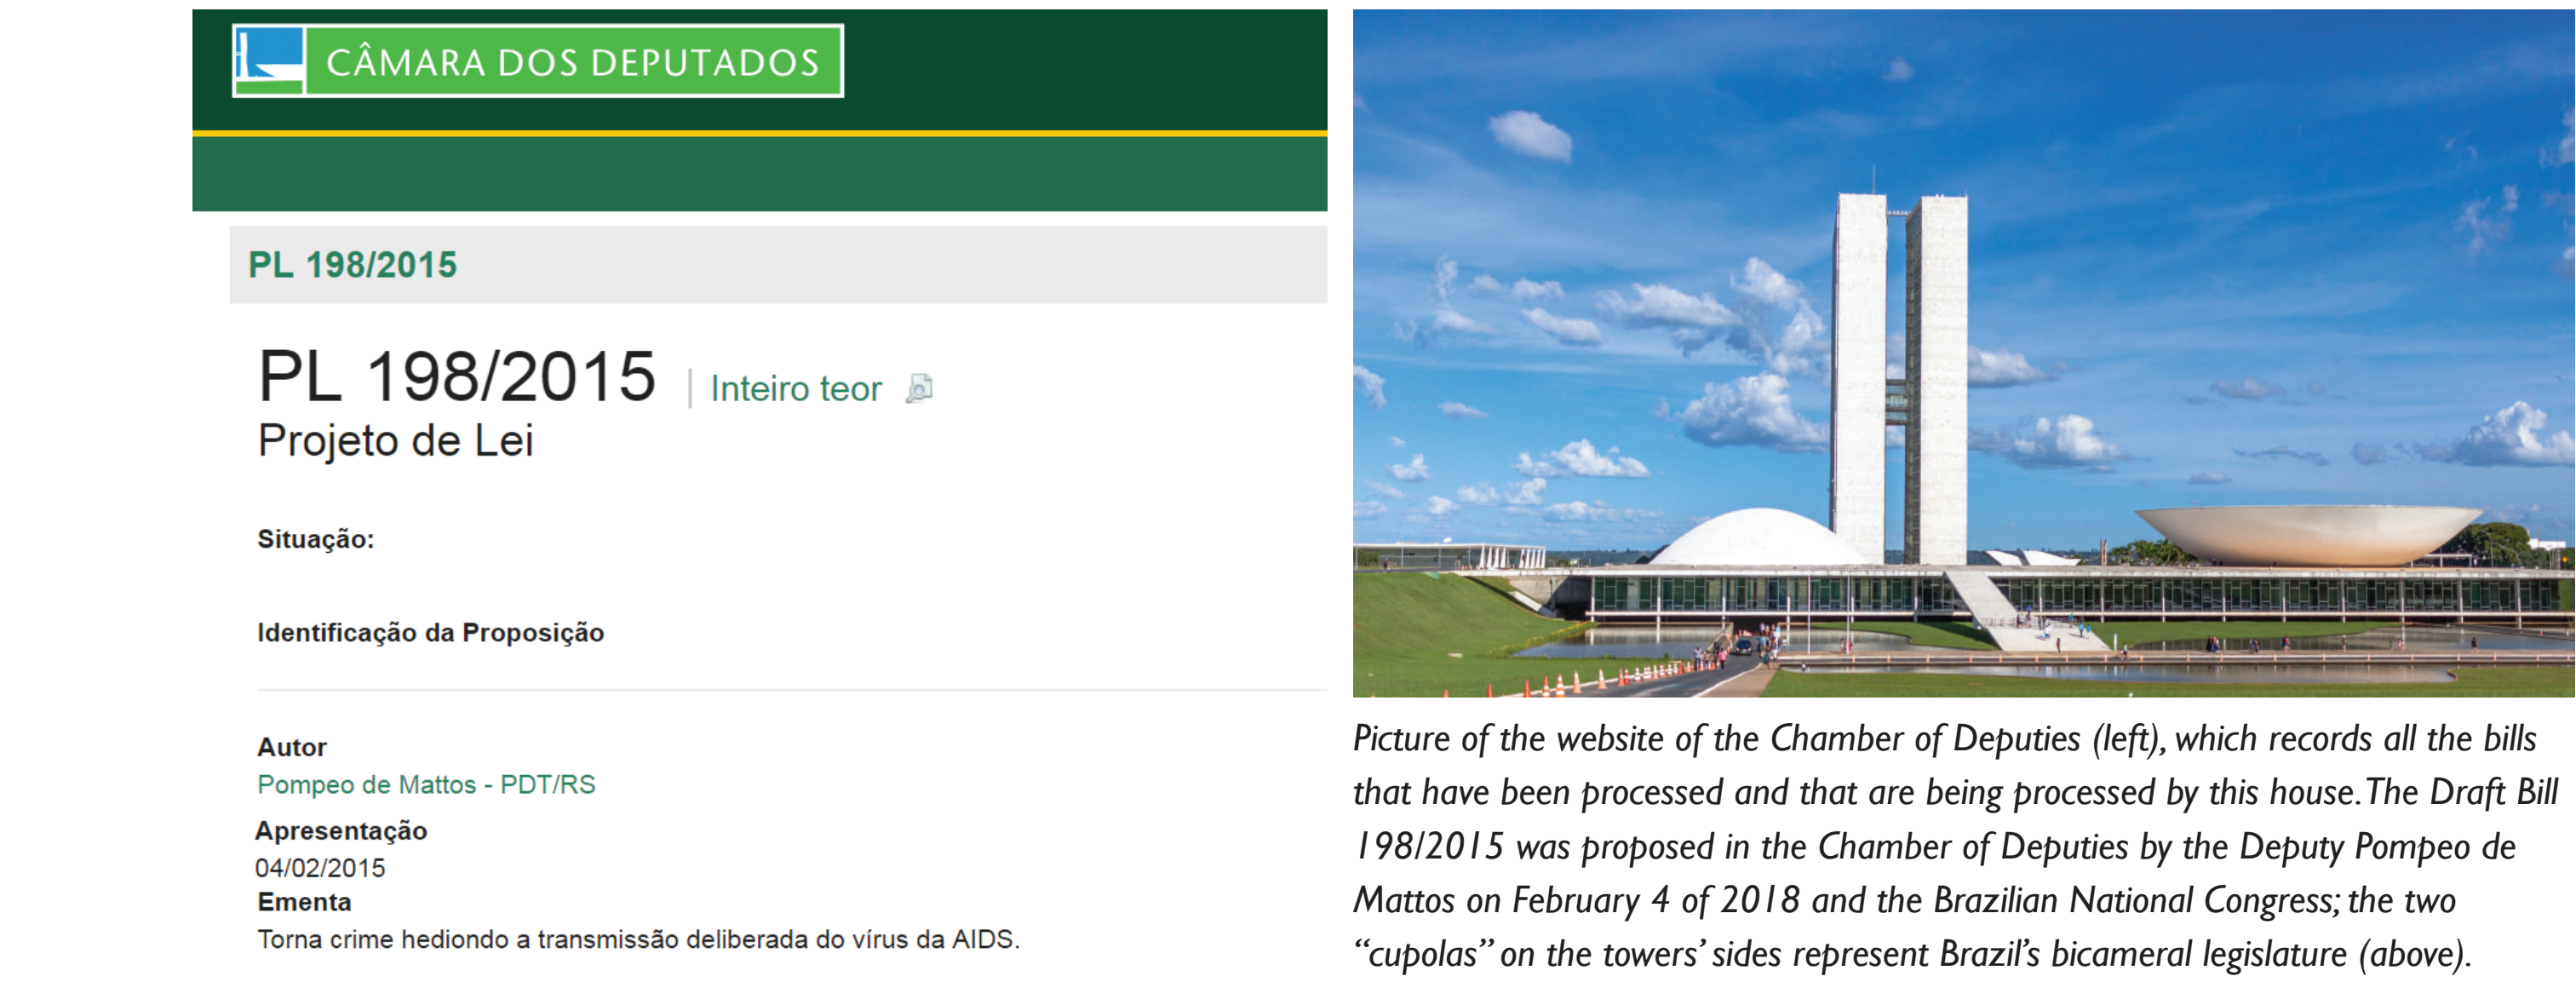 CÂMARA DOS DEPUTADOS
PL 198/2015
PL 198/2015 | Inteiro teor
Projeto de Lei
Situação:
Identificação da Proposição
Autor
Pompeo de Mattos - PDT/RS
Apresentação
04/02/2015
Ementa
Torna crime hediondo a transmissão deliberada do vírus da AIDS.
Picture of the website of the Chamber of Deputies (left), which records all the bills
that have been processed and that are being processed by this house. The Draft Bill
198/2015 was proposed in the Chamber of Deputies by the Deputy Pompeo de
Mattos on February 4 of 2018 and the Brazilian National Congress; the two
“cupolas” on the towers’ sides represent Brazil’s bicameral legislature (above).